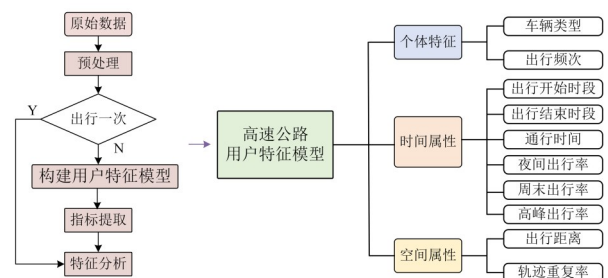 原始数据
预处理
Y
出行一次
N
构建用户特征模型
指标提取
特征分析
高速公路
用户特征模型
个体特征
时间属性
空间属性
车辆类型
出行频次
出行开始时段
出行结束时段
通行时间
夜间出行率
周末出行率
高峰出行率
出行距离
轨迹重复率